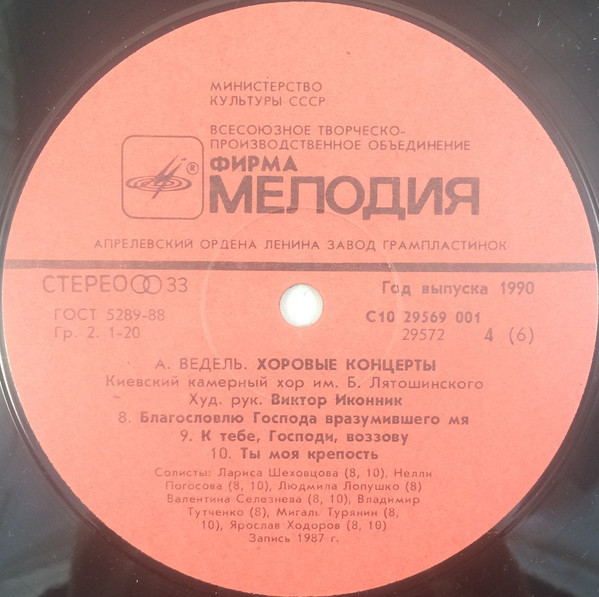 МИНИСТЕРСТВО
КУЛЬТУРЫ СССР
ВСЕСОЮЗНОЕ ТВОРЧЕСКО-
ПРОИЗВОДСТВЕННОЕ ОБЪЕДИНЕНИЕ
®
ФИРМА
МЕЛОДИЯ
АПРЕЛЕВСКИЙ ОРДЕНА ЛЕНИНА ЗАВОД ГРАМПЛАСТИНОК
СТЕРЕО 33
Год выпуска 1990
ГОСТ 5289-88
С10 29569 001
Гр. 2. 1-20
29572 4 (6)
А. ВЕДЕЛЬ. ХОРОВЫЕ КОНЦЕРТЫ
Киевский камерный хор им. Б. Лятошинского
Худ. рук. Виктор Иконник
8. Благословлю Господа вразумившего мя
9. К тебе, Господи, воззову
10. Ты моя крепость
Солисты: Лариса Шеховцова (8, 10), Нелли
Погосова (8, 10), Людмила Лопушко (8)
Валентина Селезнева (8, 10), Владимир
Тутченко (8), Мигаль Турянин (8,
10), Ярослав Ходоров (8, 10)
Запись 1987 г.